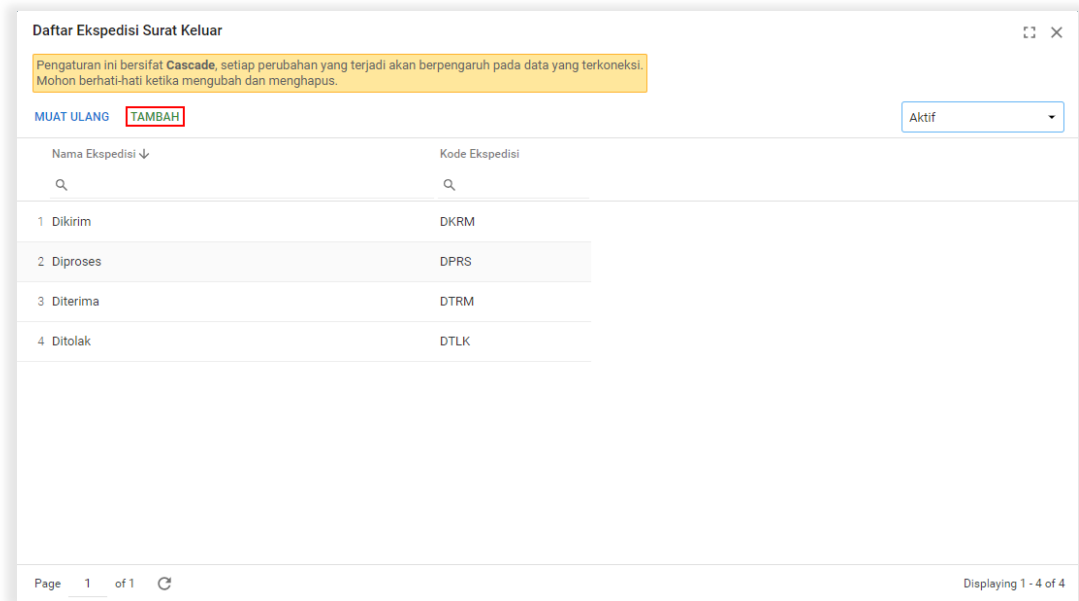 Daftar Ekspedisi Surat Keluar
Pengaturan ini bersifat Cascade, setiap perubahan yang terjadi akan berpengaruh pada data yang terkoneksi.
Mohon berhati-hati ketika mengubah dan menghapus.
MUAT ULANG TAMBAH Aktif
Nama Ekspedisi Kode Ekspedisi
1 Dikirim DKRM
2 Diproses DPRS
3 Diterima DTRM
4 Ditolak DTLK
Page 1 of 1 Displaying 1 - 4 of 4